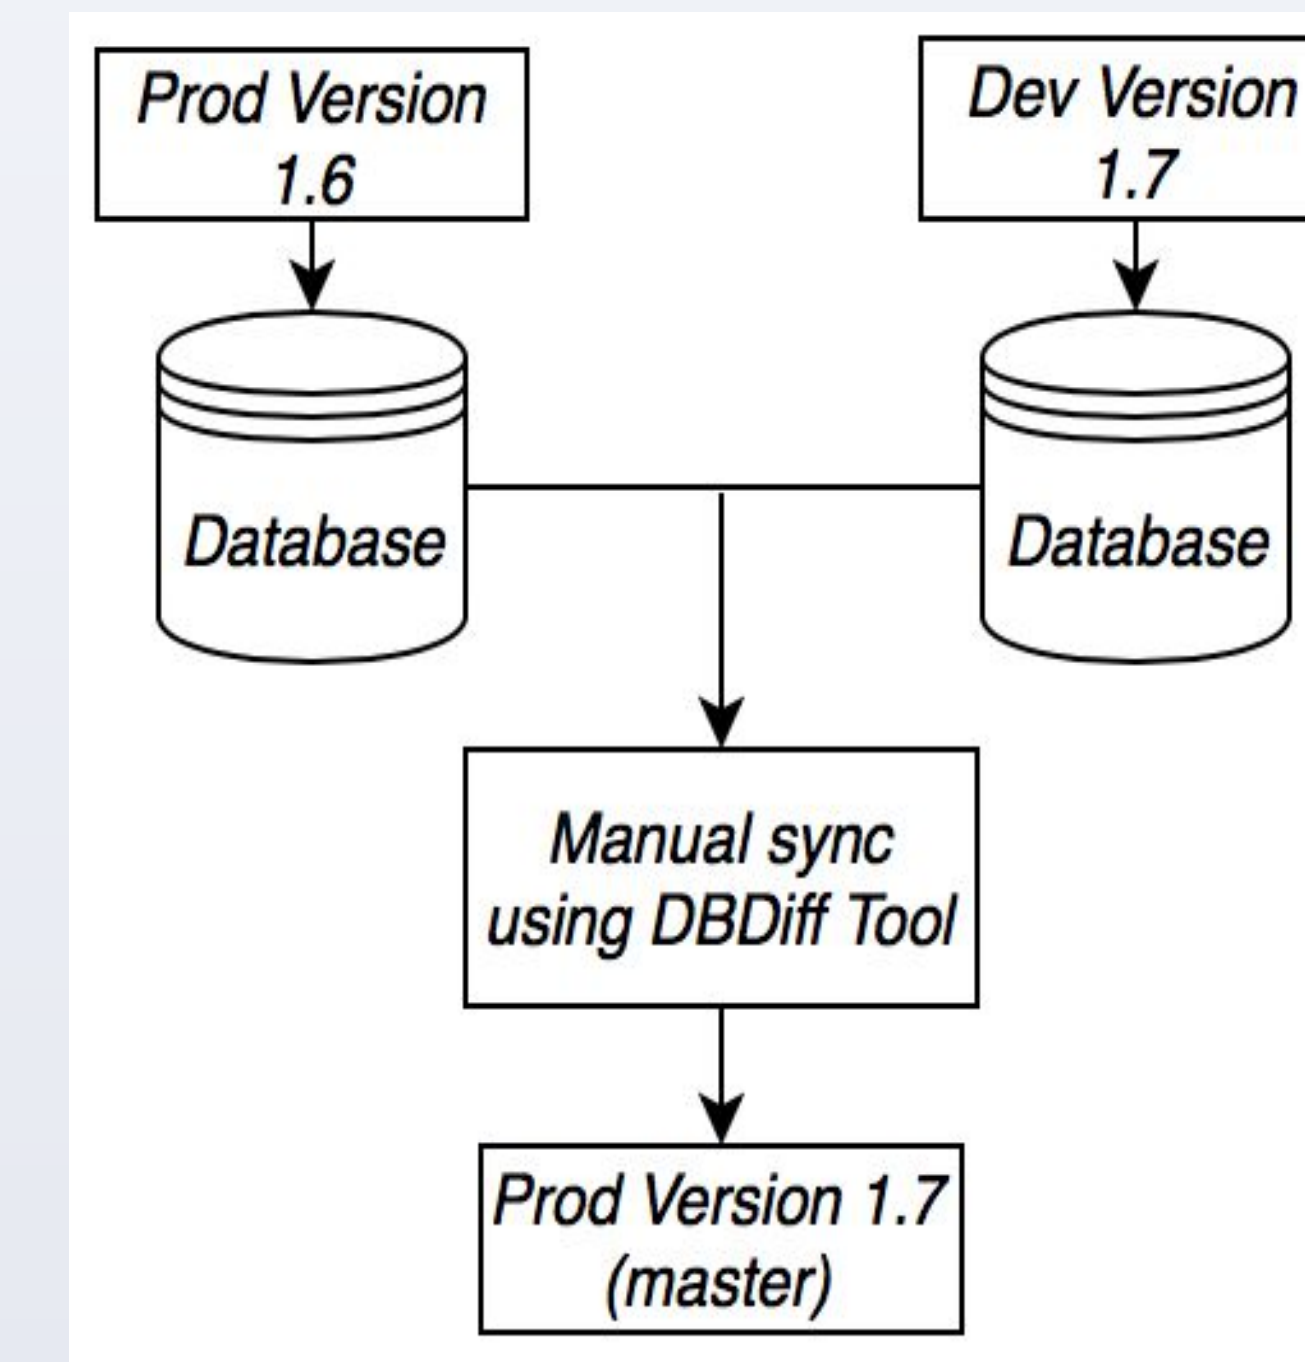 Prod Version
1.6
Dev Version
1.7
Database
Database
Manual sync
using DBDiff Tool
Prod Version 1.7
(master)